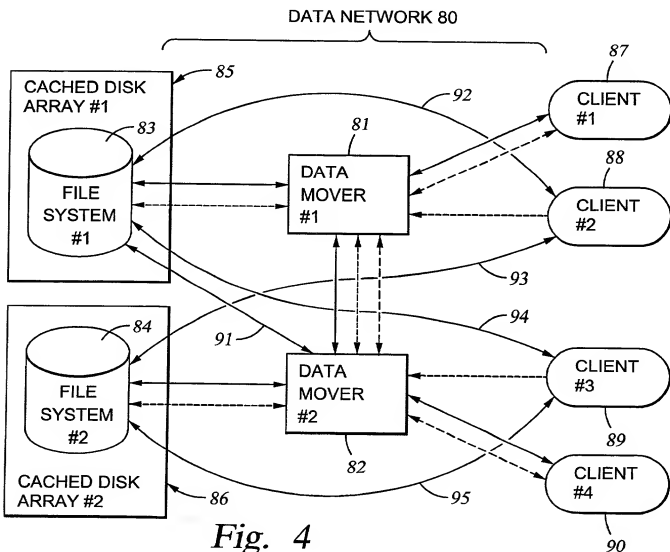 DATA NETWORK 80
CACHED DISK
ARRAY #1
85
83
FILE
SYSTEM
#1
92
81
DATA
MOVER
#1
87
CLIENT
#1
88
CLIENT
#2
93
94
91
84
FILE
SYSTEM
#2
CACHED DISK
ARRAY #2
86
DATA
MOVER
#2
82
95
CLIENT
#3
89
CLIENT
#4
90
Fig. 4